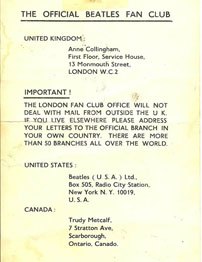 THE OFFICIAL BEATLES FAN CLUB
UNITED KINGDOM:
Anne Collingham,
First Floor, Service House,
13 Monmouth Street,
LONDON W.C.2
IMPORTANT !
THE LONDON FAN CLUB OFFICE WILL NOT
DEAL WITH MAIL FROM OUTSIDE THE U K.
IF YOU LIVE ELSEWHERE PLEASE ADDRESS
YOUR LETTERS TO THE OFFICIAL BRANCH IN
YOUR OWN COUNTRY. THERE ARE MORE
THAN 50 BRANCHES ALL OVER THE WORLD.
UNITED STATES :
Beatles ( U. S. A. ) Ltd.,
Box 505, Radio City Station,
New York N. Y. 10019,
U. S. A.
CANADA :
Trudy Metcalf,
7 Stratton Ave,
Scarborough,
Ontario, Canada.